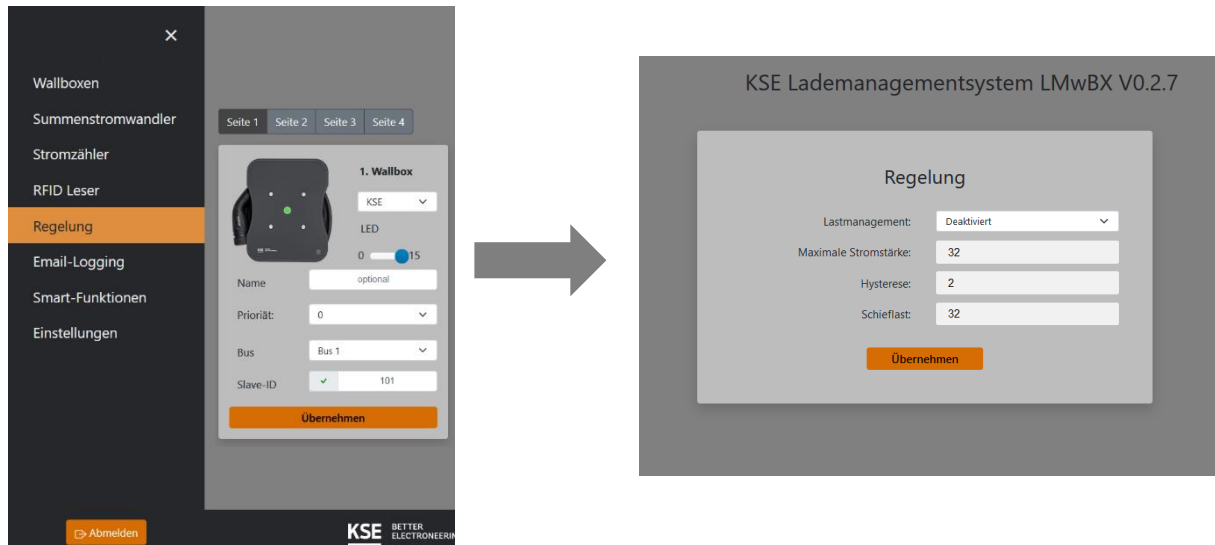 ×
Wallboxen
Summenstromwandler
Stromzähler
RFID Leser
Regelung
Email-Logging
Smart-Funktionen
Einstellungen
Abmelden
Seite 1 Seite 2 Seite 3 Seite 4
1. Wallbox
KSE
LED
0 15
Name optional
Prioriät: 0
Bus Bus 1
Slave-ID 101
Übernehmen
KSE BETTER
ELECTRONEERIN
KSE Lademanagementsystem LMwBX V0.2.7
Regelung
Lastmanagement: Deaktiviert
Maximale Stromstärke: 32
Hysterese: 2
Schieflast: 32
Übernehmen